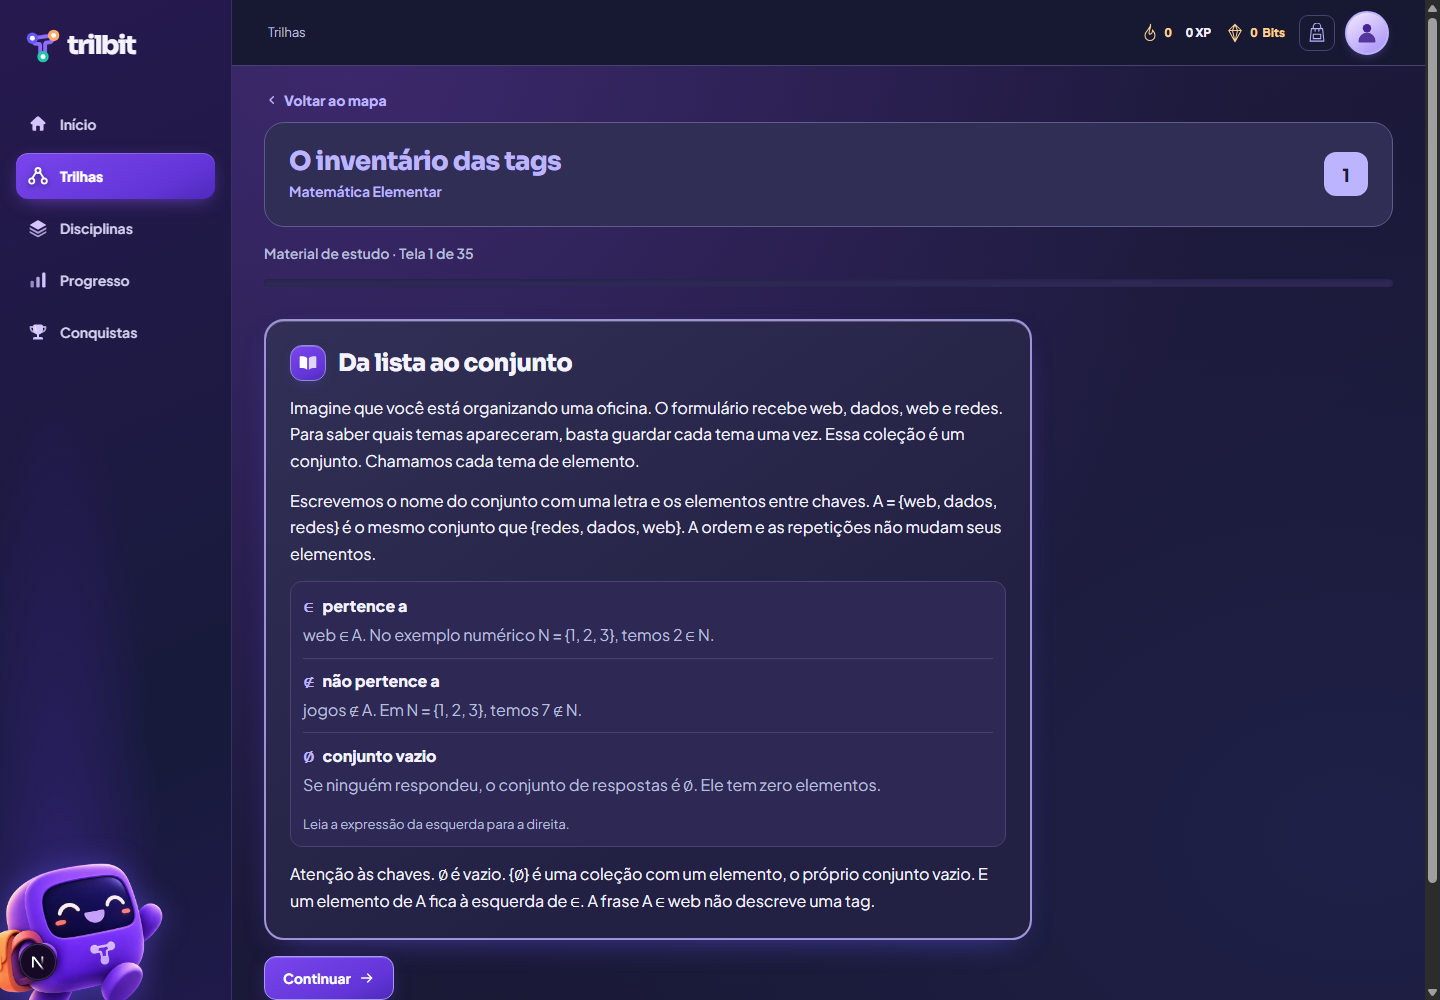 trilbit
Trilhas
0
0 XP
0 Bits
Início
Trilhas
Disciplinas
Progresso
Conquistas
Voltar ao mapa
O inventário das tags
Matemática Elementar
1
Material de estudo · Tela 1 de 35
Da lista ao conjunto
Imagine que você está organizando uma oficina. O formulário recebe web, dados, web e redes.
Para saber quais temas apareceram, basta guardar cada tema uma vez. Essa coleção é um
conjunto. Chamamos cada tema de elemento.
Escrevemos o nome do conjunto com uma letra e os elementos entre chaves. A = {web, dados,
redes} é o mesmo conjunto que {redes, dados, web}. A ordem e as repetições não mudam seus
elementos.
∈ pertence a
web ∈ A. No exemplo numérico N = {1, 2, 3}, temos 2 ∈ N.
∉ não pertence a
jogos ∉ A. Em N = {1, 2, 3}, temos 7 ∉ N.
∅ conjunto vazio
Se ninguém respondeu, o conjunto de respostas é ∅. Ele tem zero elementos.
Leia a expressão da esquerda para a direita.
Atenção às chaves. ∅ é vazio. {∅} é uma coleção com um elemento, o próprio conjunto vazio. E
um elemento de A fica à esquerda de ∈. A frase A ∈ web não descreve uma tag.
N
Continuar →